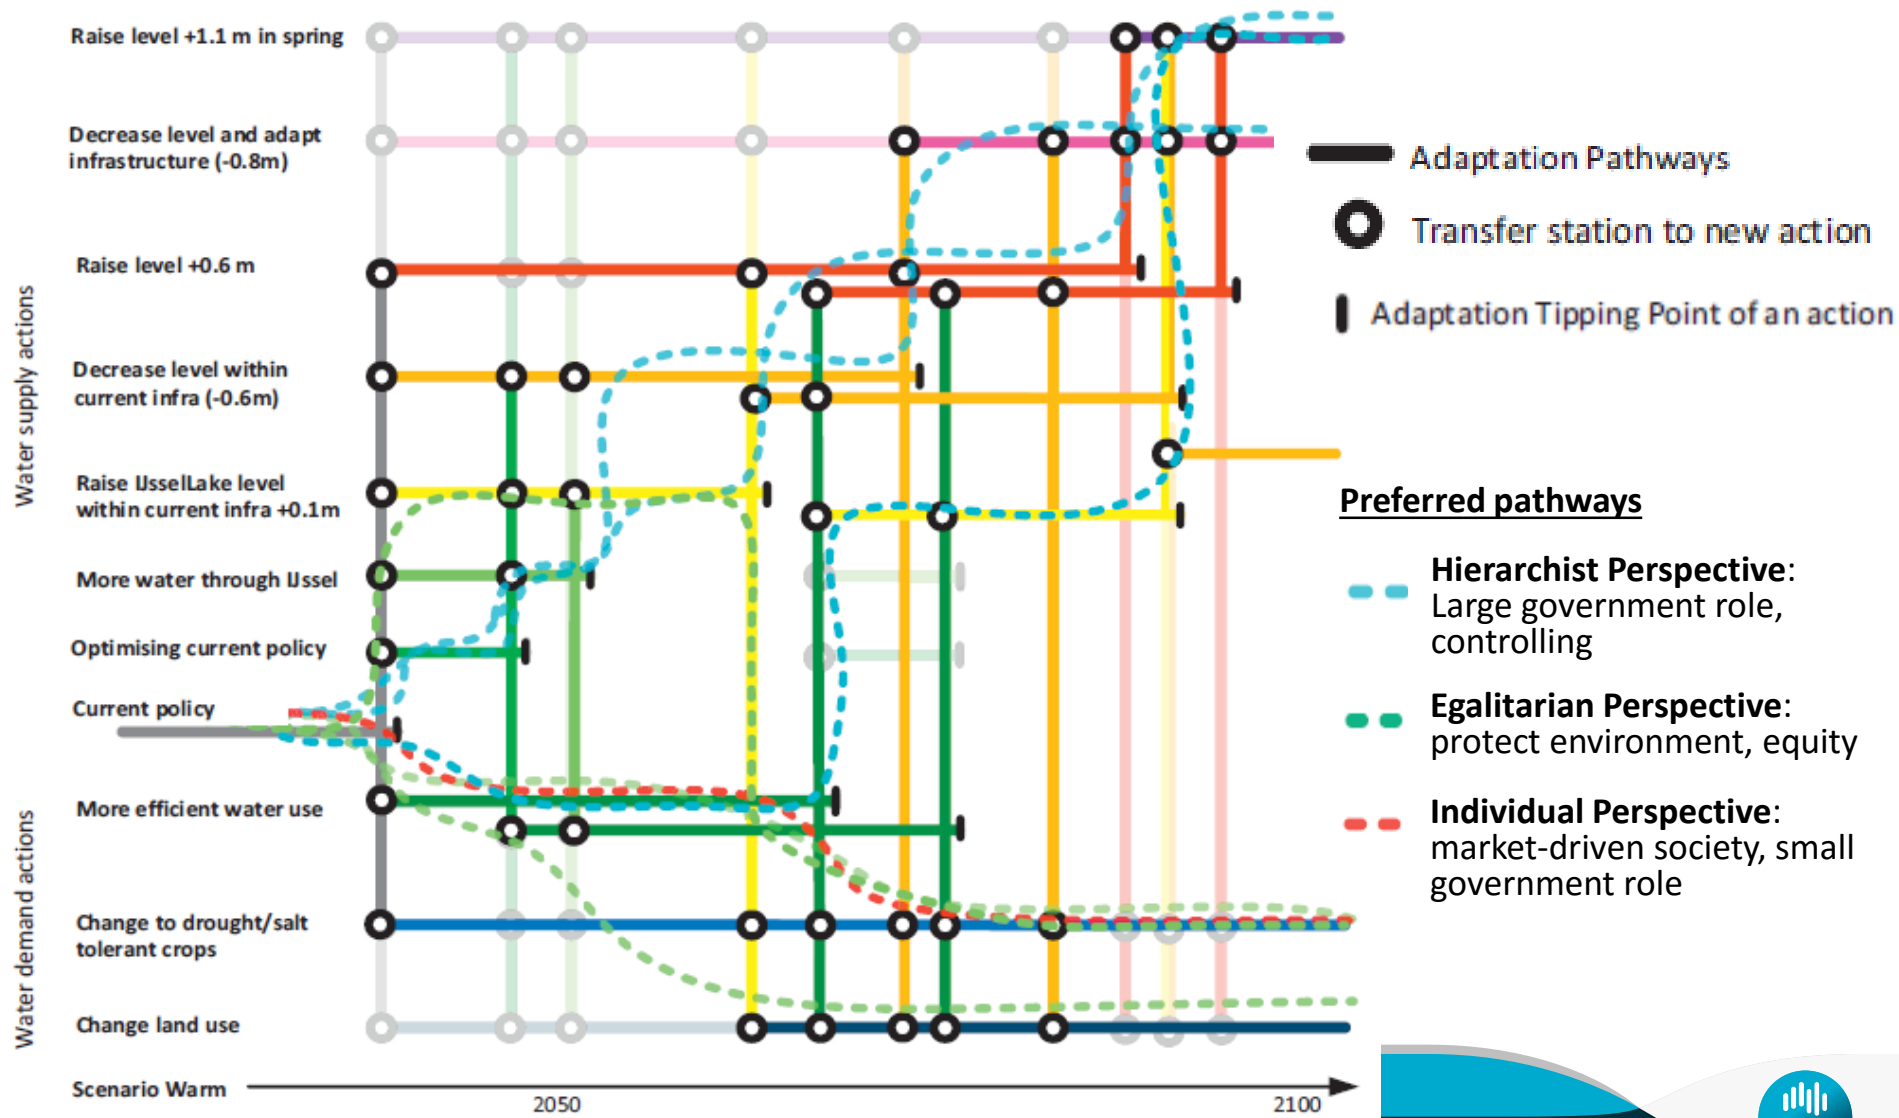 Water supply actions
Water demand actions
Raise level +1.1 m in spring
Decrease level and adapt
infrastructure (-0.8m)
Raise level +0.6 m
Decrease level within
current infra (-0.6m)
Raise IJsselLake level
within current infra +0.1m
More water through IJssel
Optimising current policy
Current policy
More efficient water use
Change to drought/salt
tolerant crops
Change land use
Scenario Warm
2050
2100
Adaptation Pathways
Transfer station to new action
Adaptation Tipping Point of an action
Preferred pathways
Hierarchist Perspective:
Large government role,
controlling
Egalitarian Perspective:
protect environment, equity
Individual Perspective:
market-driven society, small
government role